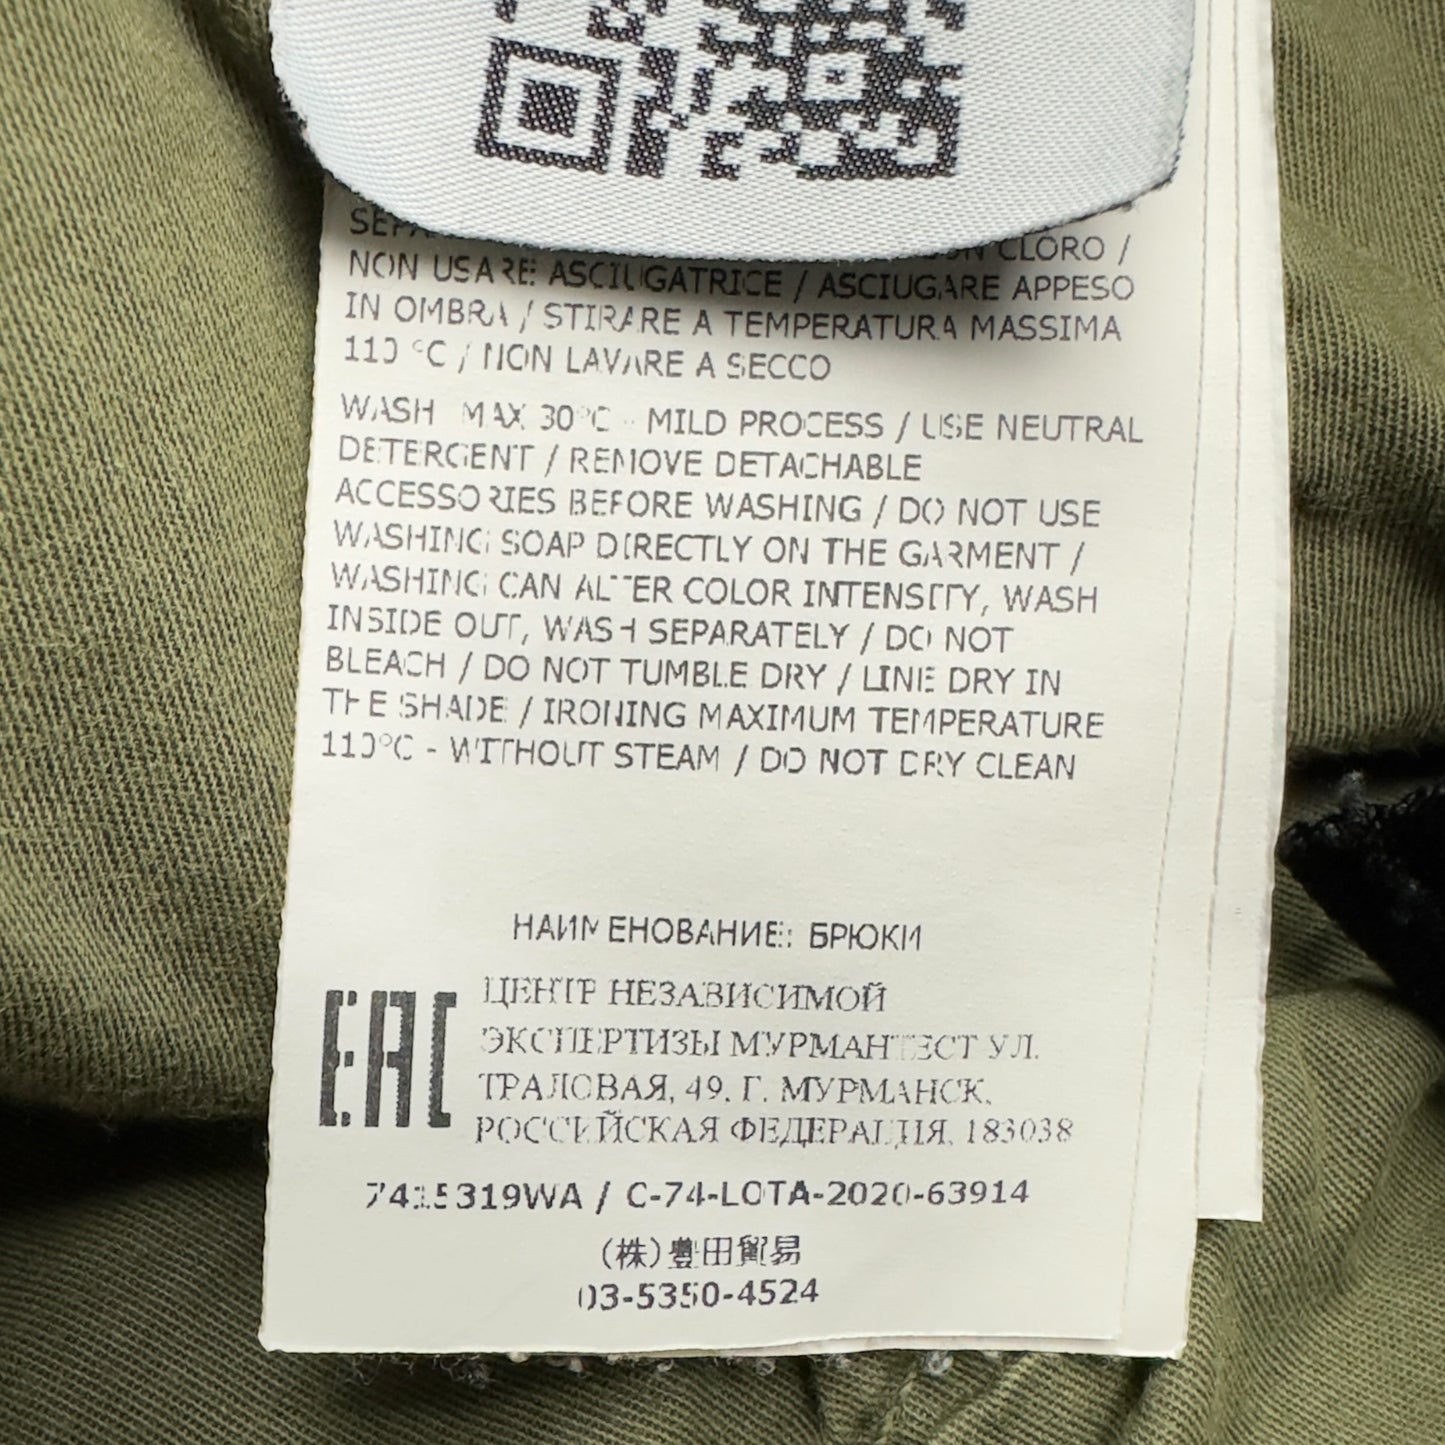 CLORO /
NON USARE ASCIUGATRICE / ASCIUGARE APPESO
IN OMBRA / STIRARE A TEMPERATURA MASSIMA
110 °C / NON LAVARE A SECCO
WASH MAX 30°C - MILD PROCESS / USE NEUTRAL
DETERGENT / REMOVE DETACHABLE
ACCESSORIES BEFORE WASHING / DO NOT USE
WASHING SOAP DIRECTLY ON THE GARMENT /
WASHING CAN ALTER COLOR INTENSITY, WASH
INSIDE OUT, WASH SEPARATELY / DO NOT
BLEACH / DO NOT TUMBLE DRY / LINE DRY IN
THE SHADE / IRONING MAXIMUM TEMPERATURE
110°C - WITHOUT STEAM / DO NOT DRY CLEAN
НАИМЕНОВАНИЕ: БРЮКИ
EAC
ЦЕНТР НЕЗАВИСИМОЙ
ЭКСПЕРТИЗЫ МУРМАНТЕСТ УЛ.
ТРАЛОВАЯ, 49, Г. МУРМАНСК,
РОССИЙСКАЯ ФЕДЕРАЦИЯ, 183038
7415319WA / C-74-LOTA-2020-63914
(株)豊田貿易
03-5350-4524